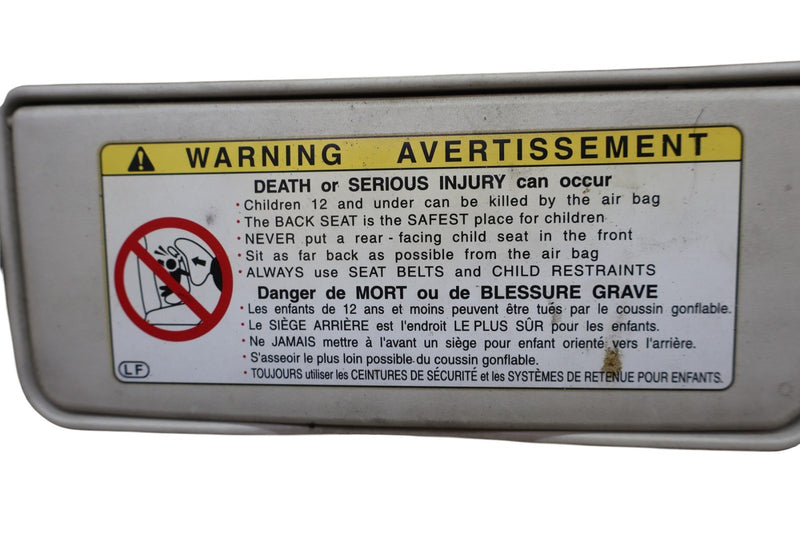 WARNING AVERTISSEMENT
DEATH or SERIOUS INJURY can occur
• Children 12 and under can be killed by the air bag
• The BACK SEAT is the SAFEST place for children
• NEVER put a rear-facing child seat in the front
• Sit as far back as possible from the air bag
• ALWAYS use SEAT BELTS and CHILD RESTRAINTS
Danger de MORT ou de BLESSURE GRAVE
• Les enfants de 12 ans et moins peuvent être tués par le coussin gonflable.
• Le SIÈGE ARRIÈRE est l'endroit LE PLUS SÛR pour les enfants.
• Ne JAMAIS mettre à l'avant un siège pour enfant orienté vers l'arrière.
• S'asseoir le plus loin possible du coussin gonflable.
• TOUJOURS utiliser les CEINTURES DE SÉCURITÉ et les SYSTÈMES DE RETENUE POUR ENFANTS.
LF